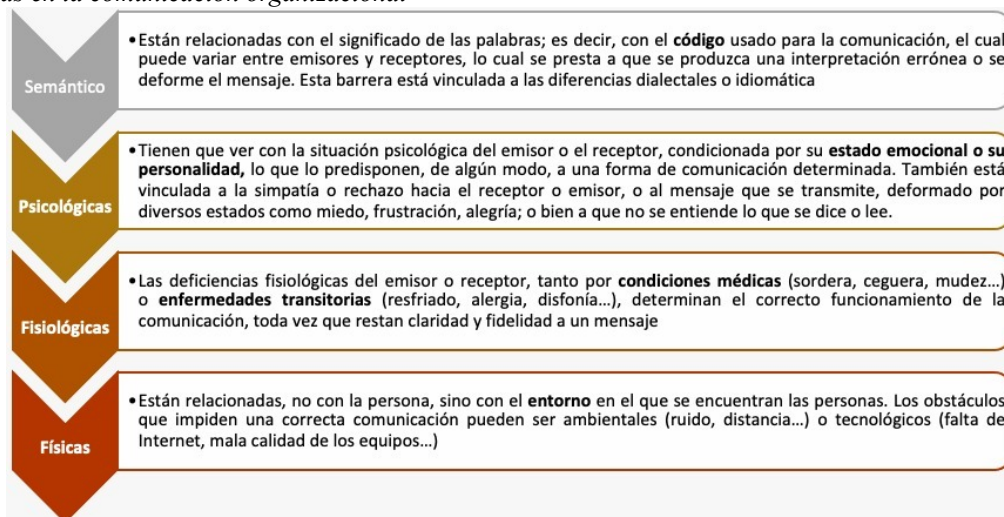 en la comunicación organizacional
•Están relacionadas con el significado de las palabras; es decir, con el código usado para la comunicación, el cual
puede variar entre emisores y receptores, lo cual se presta a que se produzca una interpretación errónea o se
deforme el mensaje. Esta barrera está vinculada a las diferencias dialectales o idiomática
Semántico
•Tienen que ver con la situación psicológica del emisor o el receptor, condicionada por su estado emocional o su
personalidad, lo que lo predisponen, de algún modo, a una forma de comunicación determinada. También está
vinculada a la simpatía o rechazo hacia el receptor o emisor, o al mensaje que se transmite, deformado por
diversos estados como miedo, frustración, alegría; o bien a que no se entiende lo que se dice o lee.
Psicológicas
•Las deficiencias fisiológicas del emisor o receptor, tanto por condiciones médicas (sordera, ceguera, mudez...)
o enfermedades transitorias (resfriado, alergia, disfonía...), determinan el correcto funcionamiento de la
comunicación, toda vez que restan claridad y fidelidad a un mensaje
Fisiológicas
•Están relacionadas, no con la persona, sino con el entorno en el que se encuentran las personas. Los obstáculos
que impiden una correcta comunicación pueden ser ambientales (ruido, distancia...) o tecnológicos (falta de
Internet, mala calidad de los equipos...)
Físicas